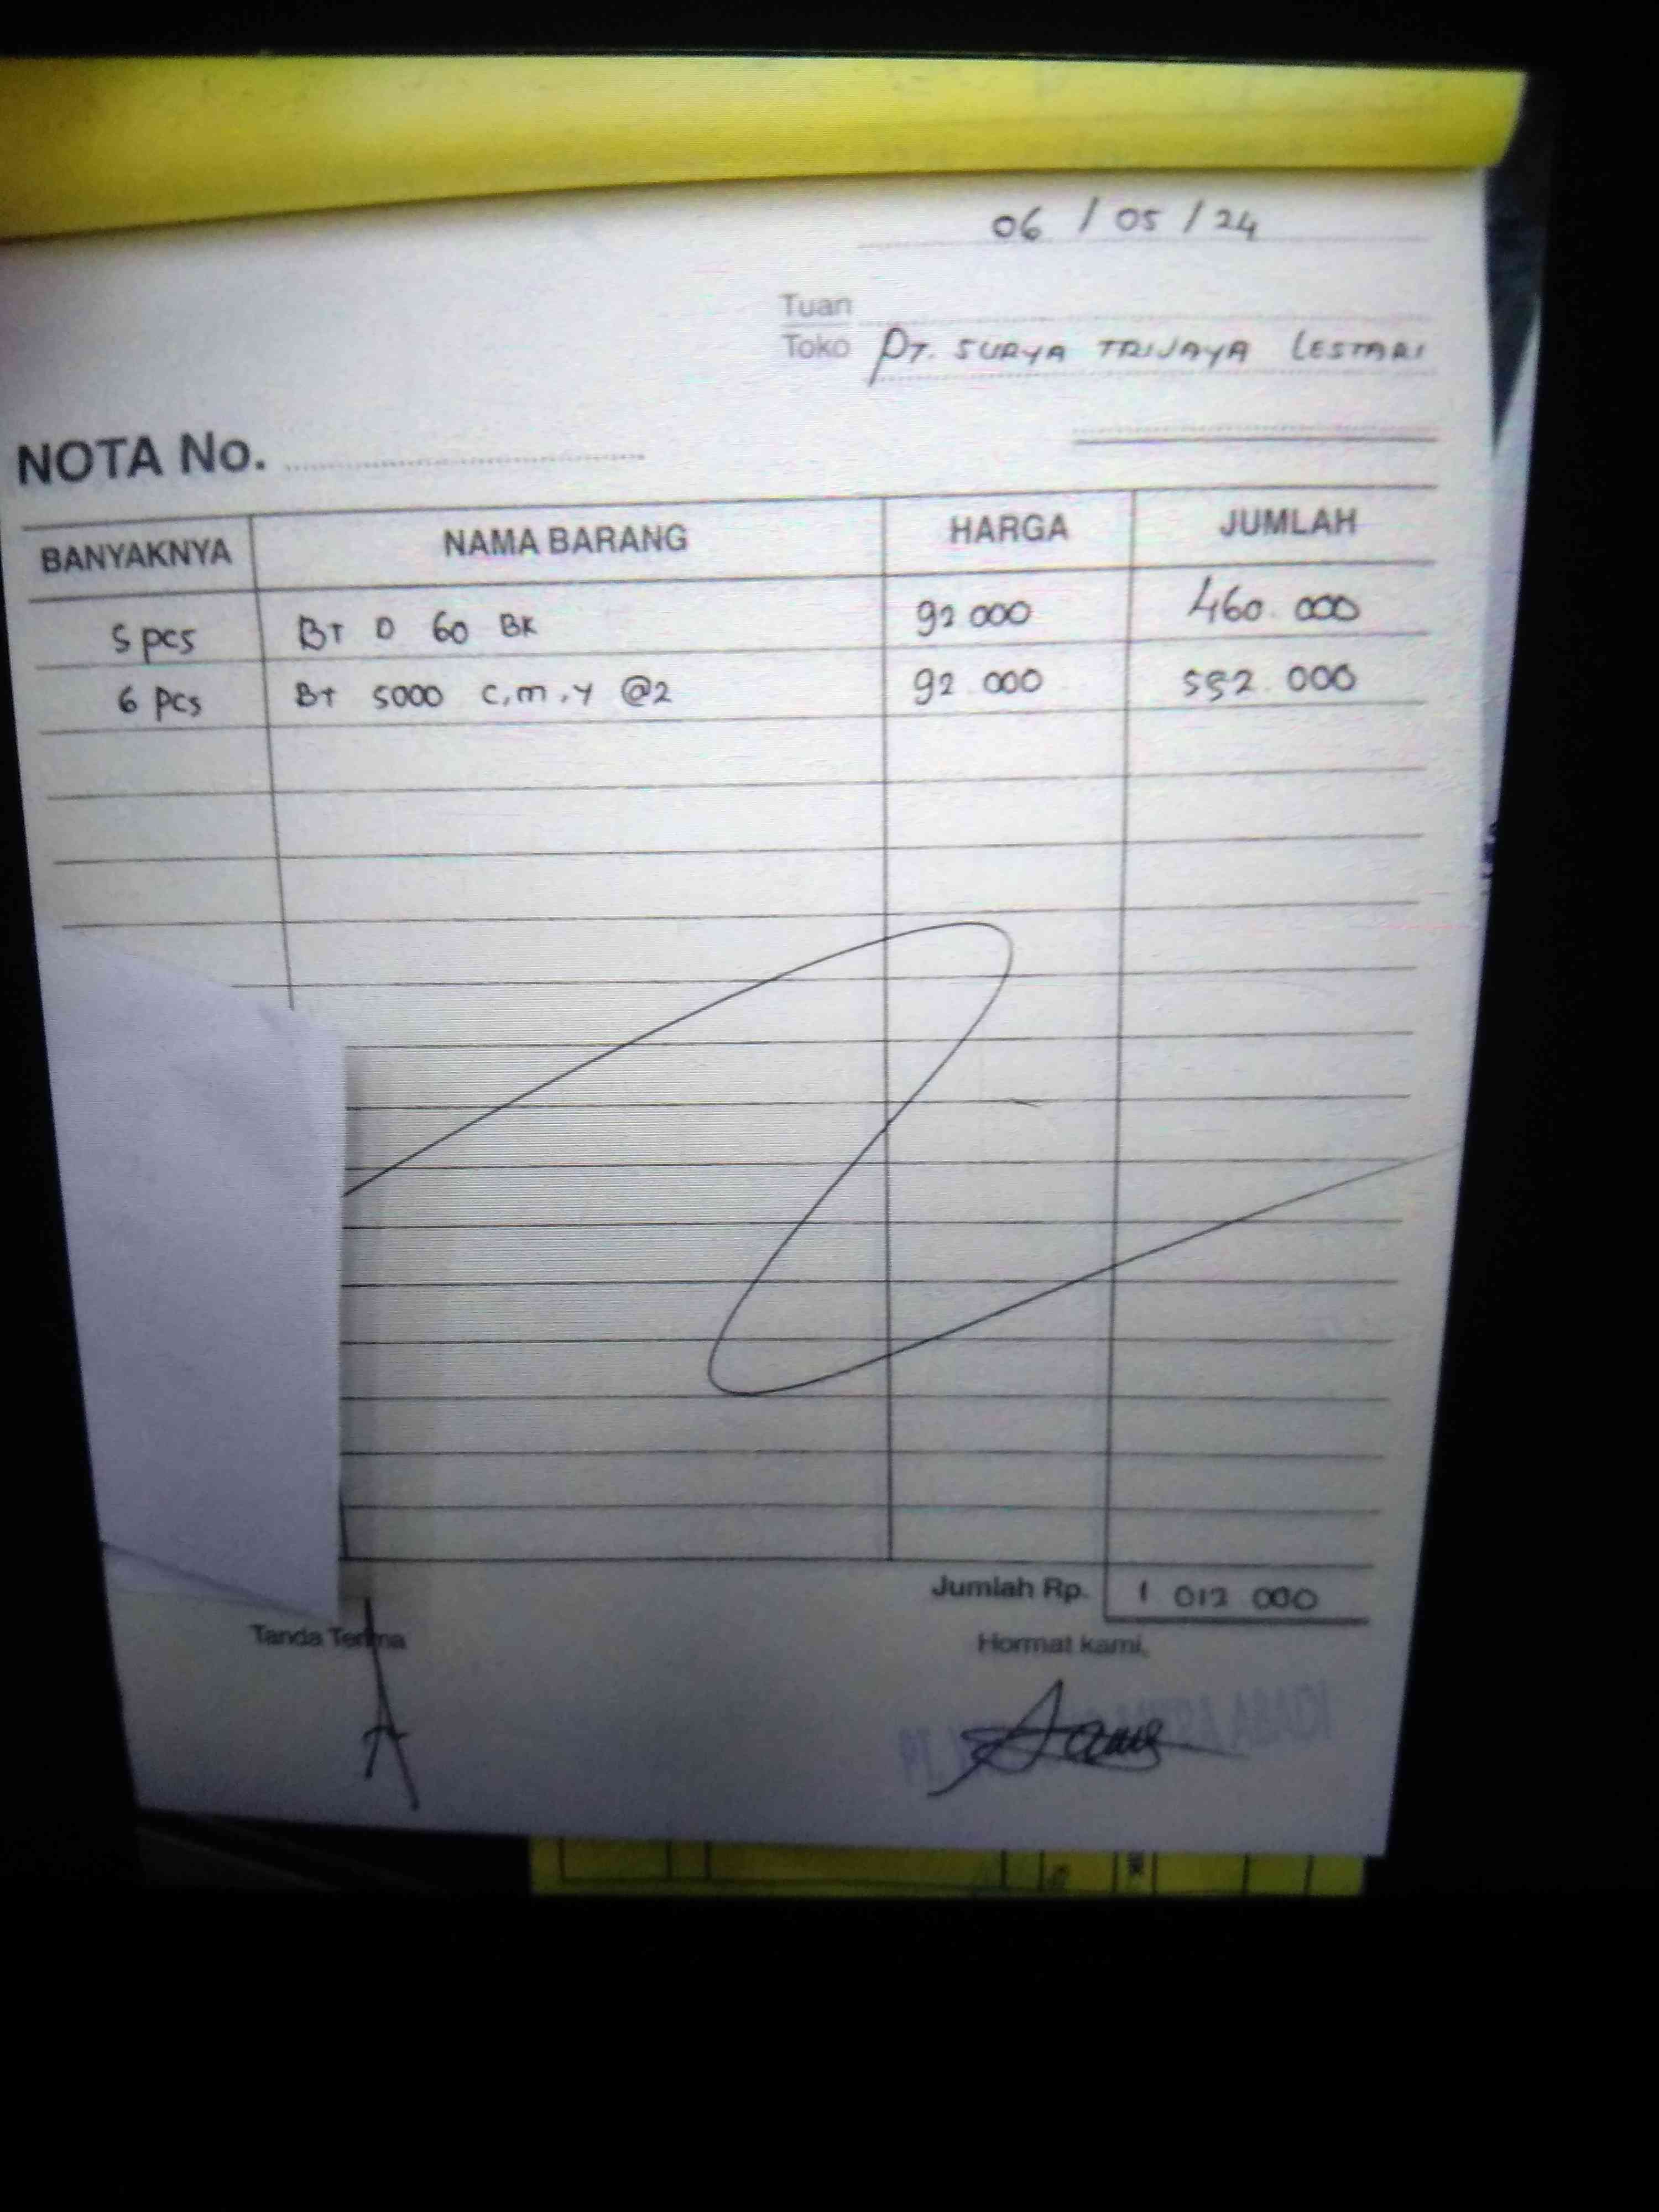 06 / 05 / 24
Tuan
Toko PT. SURYA TRIJAYA LESTARI
NOTA No.
BANYAKNYA NAMA BARANG HARGA JUMLAH
5 pcs BT D 60 BK 92 000 460.000
6 Pcs BT 5000 C,M,Y @2 92.000 552.000
Jumlah Rp. 1 012 000
Tanda Terima Hormat kami,